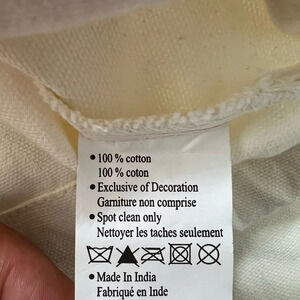 • 100 % cotton
100 % coton
• Exclusive of Decoration
Garniture non comprise
• Spot clean only
Nettoyer les taches seulement
• Made In India
Fabriqué en Inde